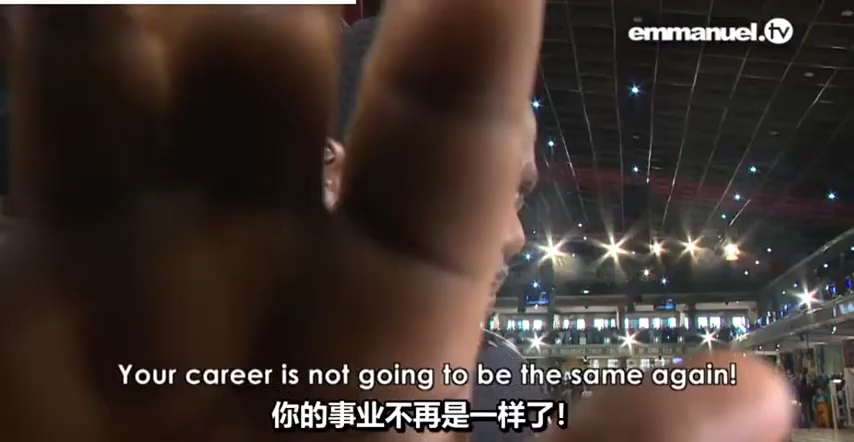 emmanuel.tv
Your career is not going to be the same again!
你的事业不再是一样了！